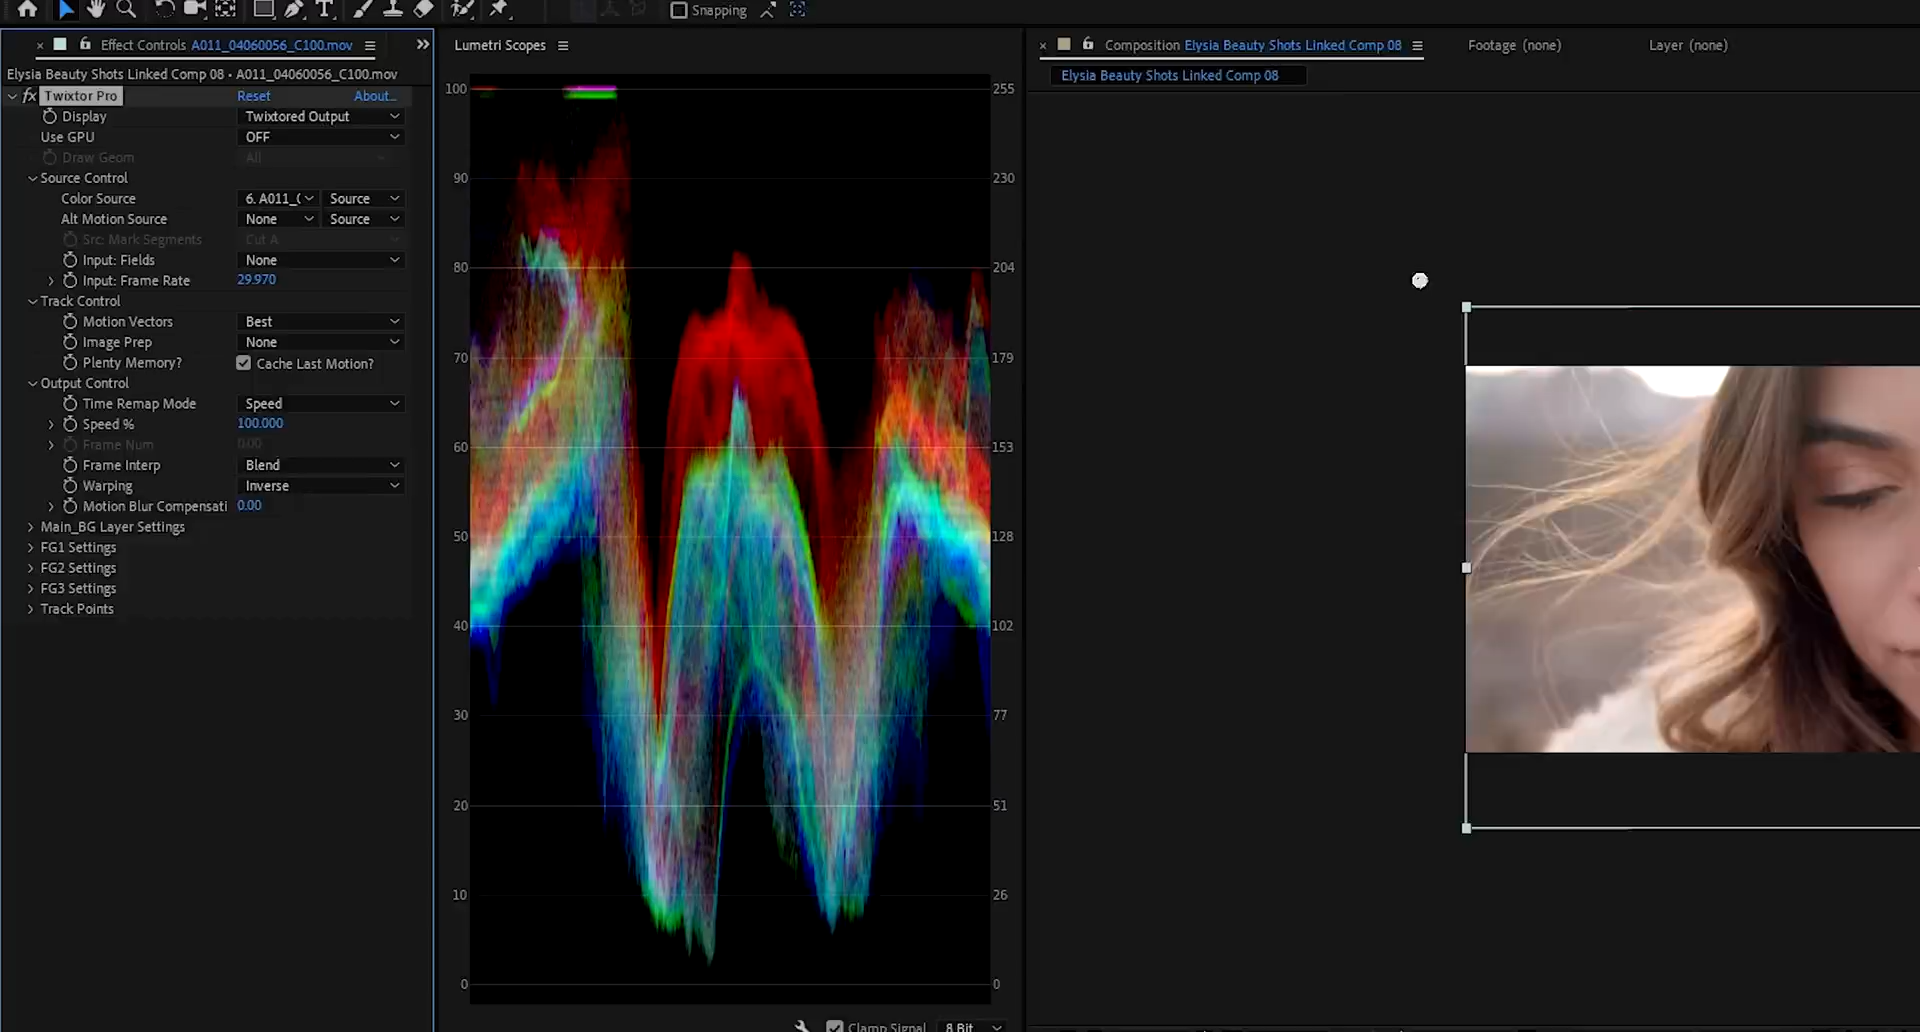 Snapping
Effect Controls A011_04060056_C100.mov
Elysia Beauty Shots Linked Comp 08 • A011_04060056_C100.mov
fx Twixtor Pro Reset About...
Display Twixtored Output
Use GPU OFF
Draw Geom All
Source Control
Color Source 6. A011_( Source
Alt Motion Source None Source
Src: Mark Segments Cut A
Input: Fields None
Input: Frame Rate 29.970
Track Control
Motion Vectors Best
Image Prep None
Plenty Memory? Cache Last Motion?
Output Control
Time Remap Mode Speed
Speed % 100.000
Frame Num 0.00
Frame Interp Blend
Warping Inverse
Motion Blur Compensati 0.00
Main_BG Layer Settings
FG1 Settings
FG2 Settings
FG3 Settings
Track Points
Lumetri Scopes
100 255
90 230
80 204
70 179
60 153
50 128
40 102
30 77
20 51
10 26
0 0
Clamp Signal 8 Bit
Composition Elysia Beauty Shots Linked Comp 08 Footage (none) Layer (none)
Elysia Beauty Shots Linked Comp 08